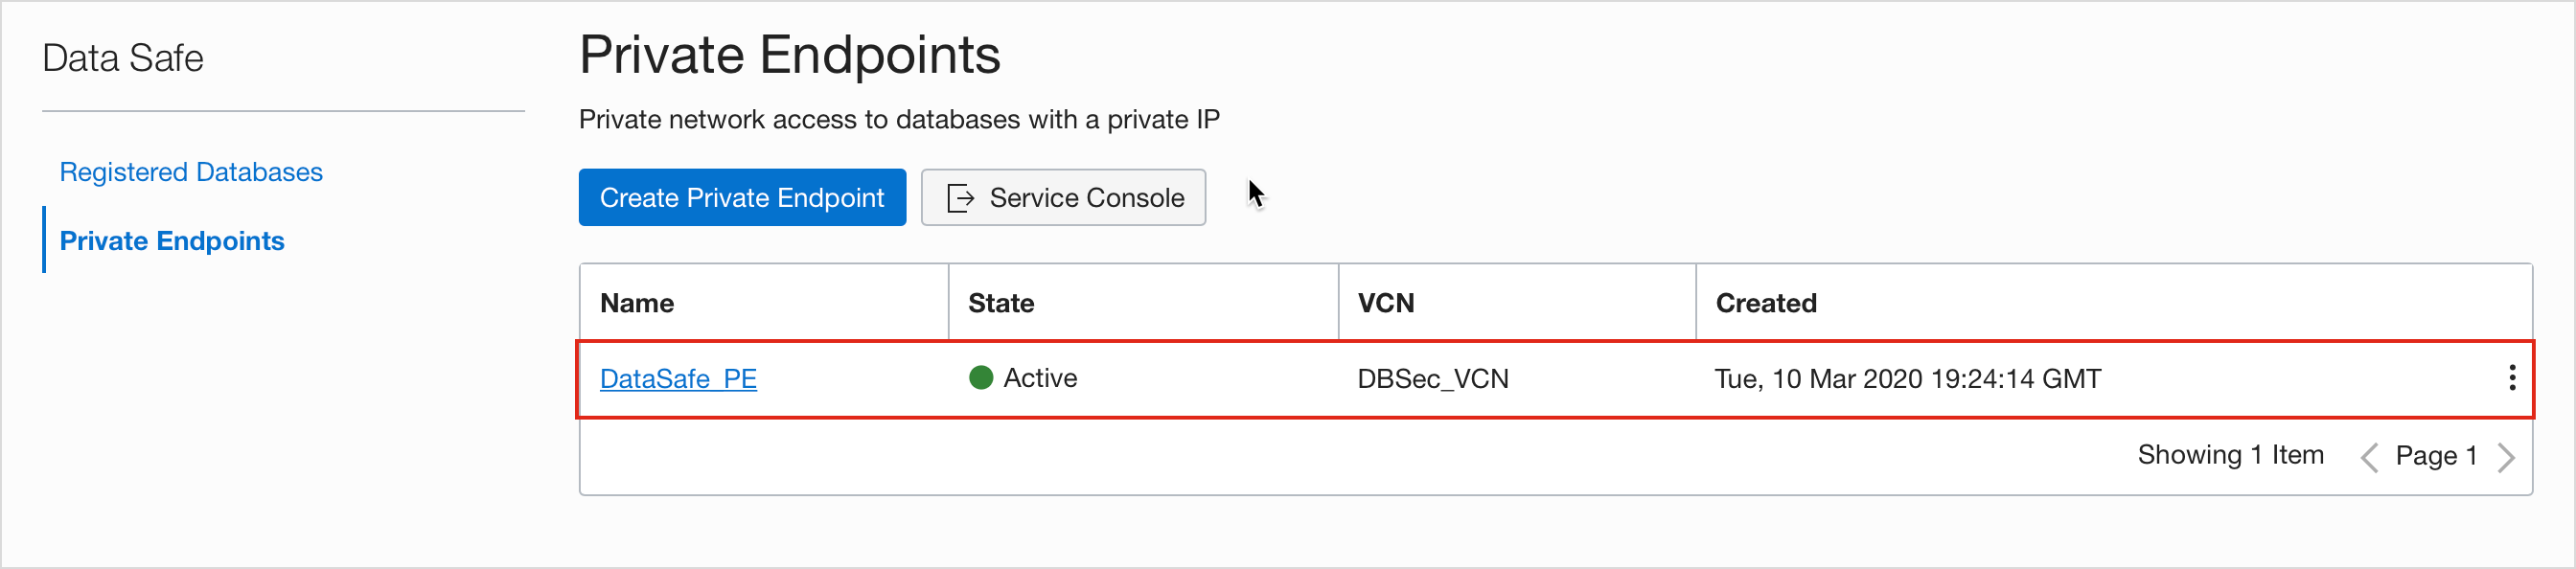 Data Safe
Registered Databases
Private Endpoints
Private Endpoints
Private network access to databases with a private IP
Create Private Endpoint
Service Console
Name State VCN Created
DataSafe_PE Active DBSec_VCN Tue, 10 Mar 2020 19:24:14 GMT
Showing 1 Item Page 1